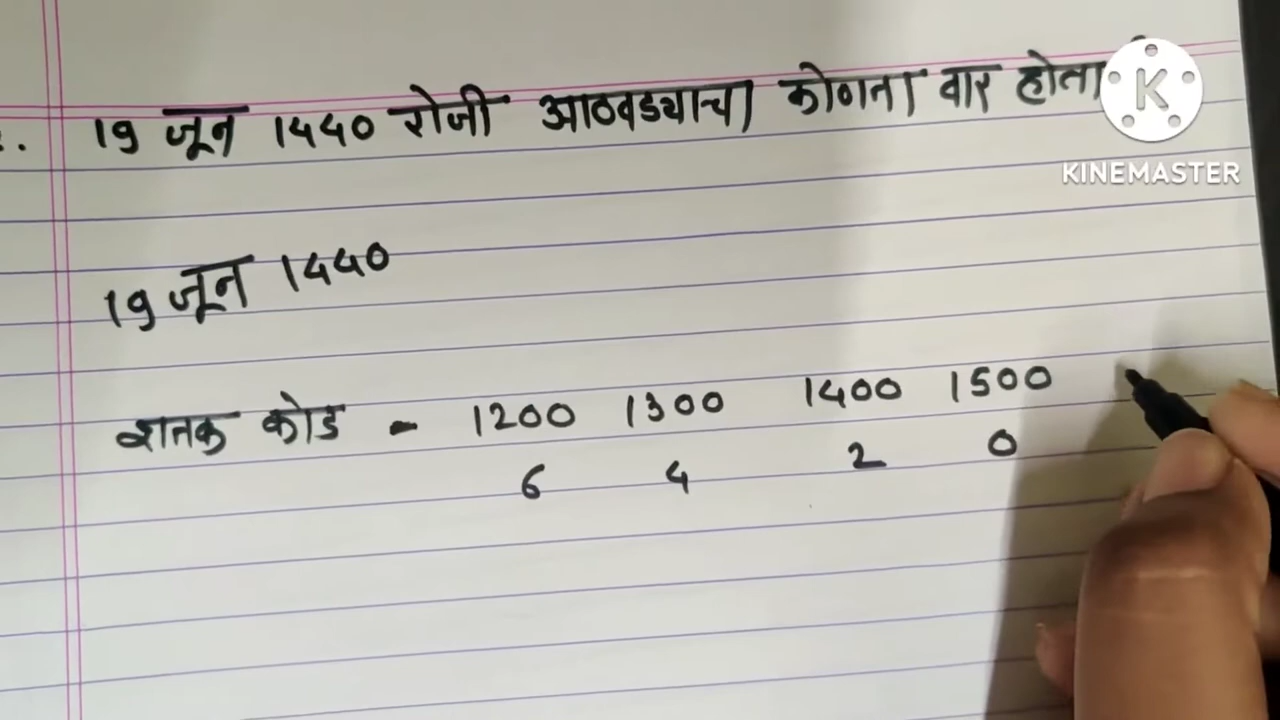 19 जून 1440 रोजी आठवड्याचा कोणता वार होता
K
KINEMASTER
19 जून 1440
शतक कोड - 1200 1300 1400 1500
6 4 2 0